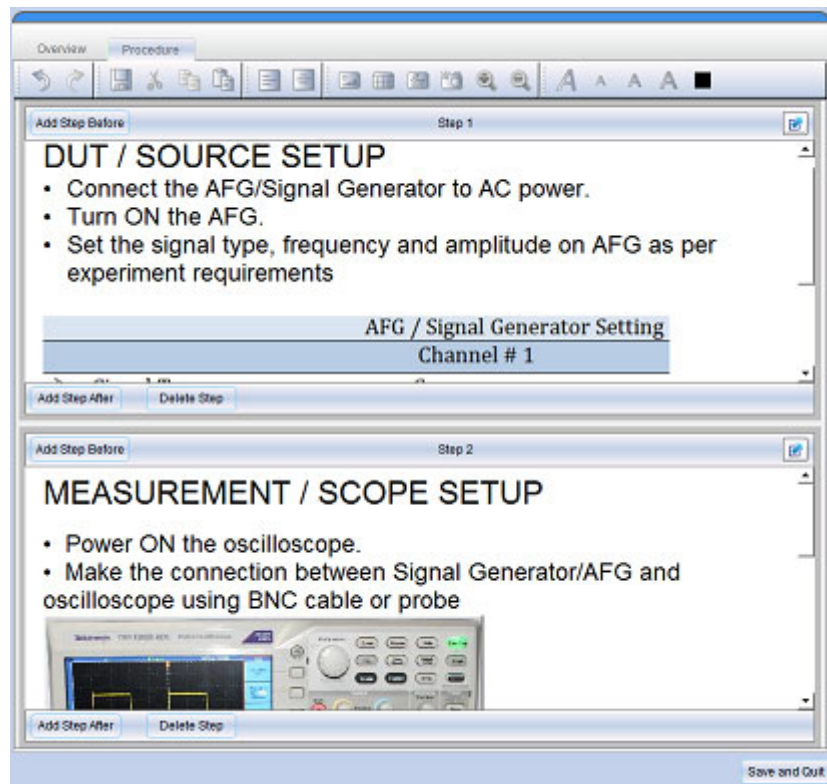 Overview Procedure
A A A A
Add Step Before Step 1
DUT / SOURCE SETUP
• Connect the AFG/Signal Generator to AC power.
• Turn ON the AFG.
• Set the signal type, frequency and amplitude on AFG as per
experiment requirements
AFG / Signal Generator Setting
Channel # 1
Add Step After Delete Step
Add Step Before Step 2
MEASUREMENT / SCOPE SETUP
• Power ON the oscilloscope.
• Make the connection between Signal Generator/AFG and
oscilloscope using BNC cable or probe
Tektronix
Add Step After Delete Step
Save and Quit